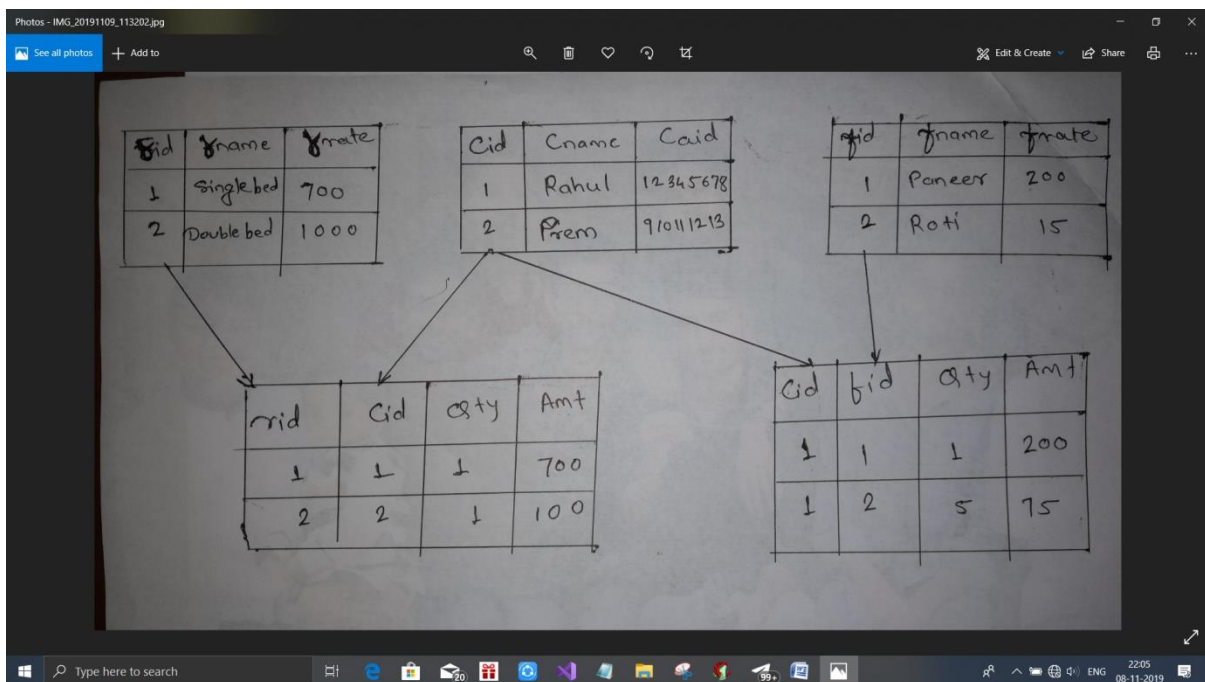 Photos - IMG_20191109_113202.jpg
See all photos + Add to Edit & Create Share
rid rname rrate
1 Single bed 700
2 Double bed 1000
Cid Cname Caid
1 Rahul 12345678
2 Prem 910111213
fid fname frate
1 Paneer 200
2 Roti 15
rid Cid Qty Amt
1 1 1 700
2 2 1 100
Cid fid Qty Amt
1 1 1 200
1 2 5 75
Type here to search 20 99+ ENG 22:05
08-11-2019